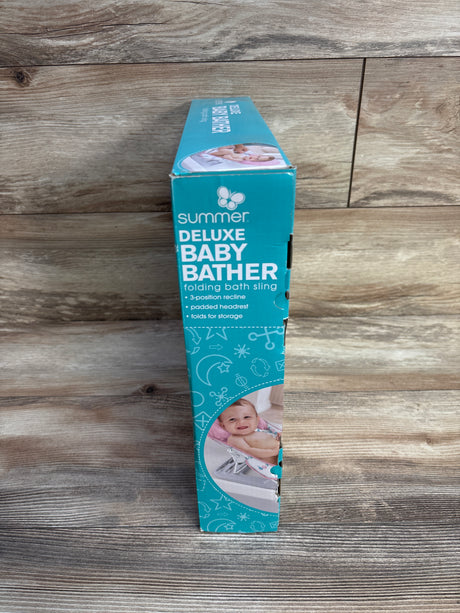 DELUXE
BABY BATHER
summer
DELUXE
BABY
BATHER
folding bath sling
• 3-position recline
• padded headrest
• folds for storage